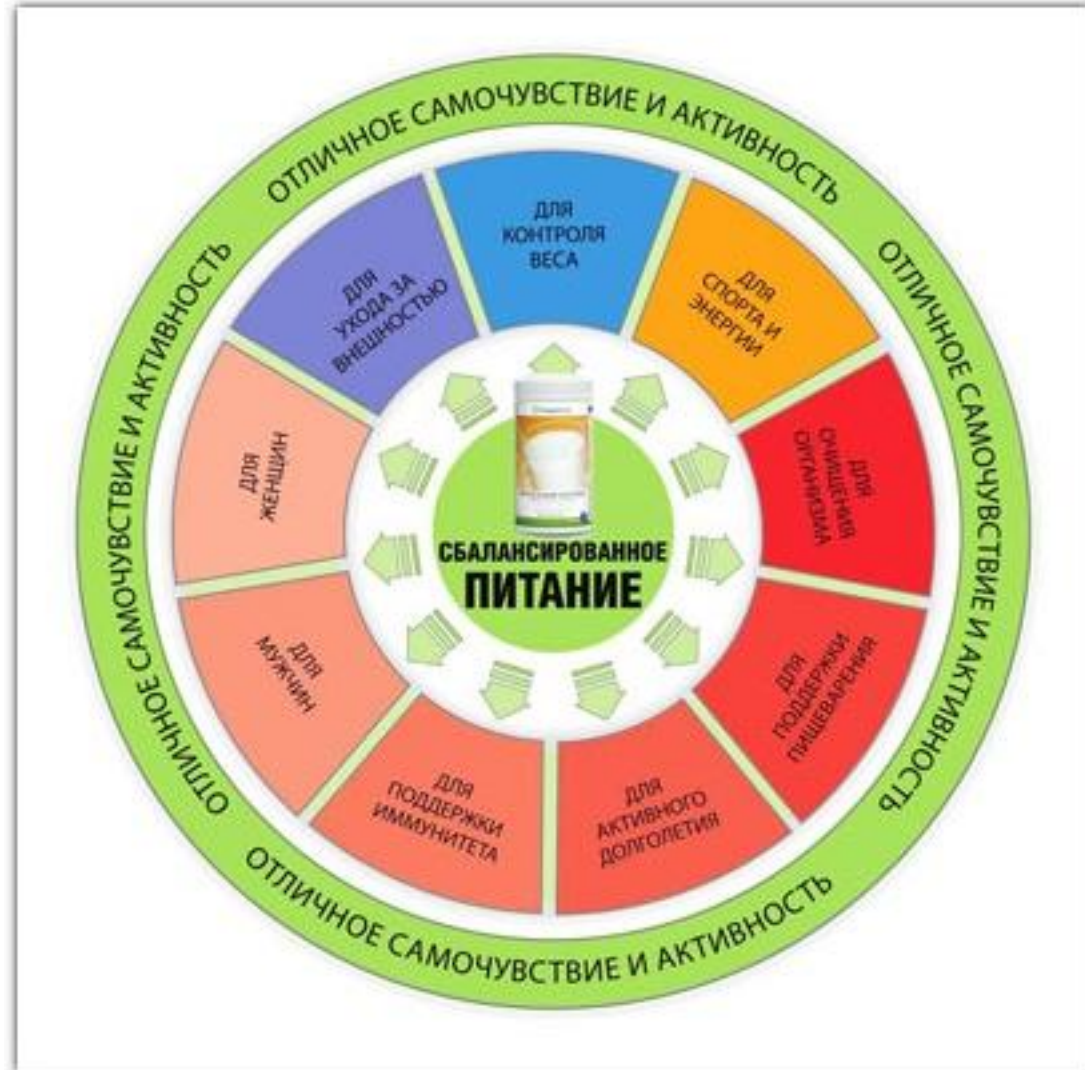 ОТЛИЧНОЕ САМОЧУВСТВИЕ И АКТИВНОСТЬ
ОТЛИЧНОЕ САМОЧУВСТВИЕ И АКТИВНОСТЬ
ОТЛИЧНОЕ САМОЧУВСТВИЕ И АКТИВНОСТЬ
ОТЛИЧНОЕ САМОЧУВСТВИЕ И АКТИВНОСТЬ
ДЛЯ
КОНТРОЛЯ
ВЕСА
ДЛЯ
СПОРТА И
ЭНЕРГИИ
ДЛЯ
ОЧИЩЕНИЯ
ОРГАНИЗМА
ДЛЯ
ПОДДЕРЖКИ
ПИЩЕВАРЕНИЯ
ДЛЯ
АКТИВНОГО
ДОЛГОЛЕТИЯ
ДЛЯ
ПОДДЕРЖКИ
ИММУНИТЕТА
ДЛЯ
МУЖЧИН
ДЛЯ
ЖЕНЩИН
ДЛЯ
УХОДА ЗА
ВНЕШНОСТЬЮ
СБАЛАНСИРОВАННОЕ
ПИТАНИЕ